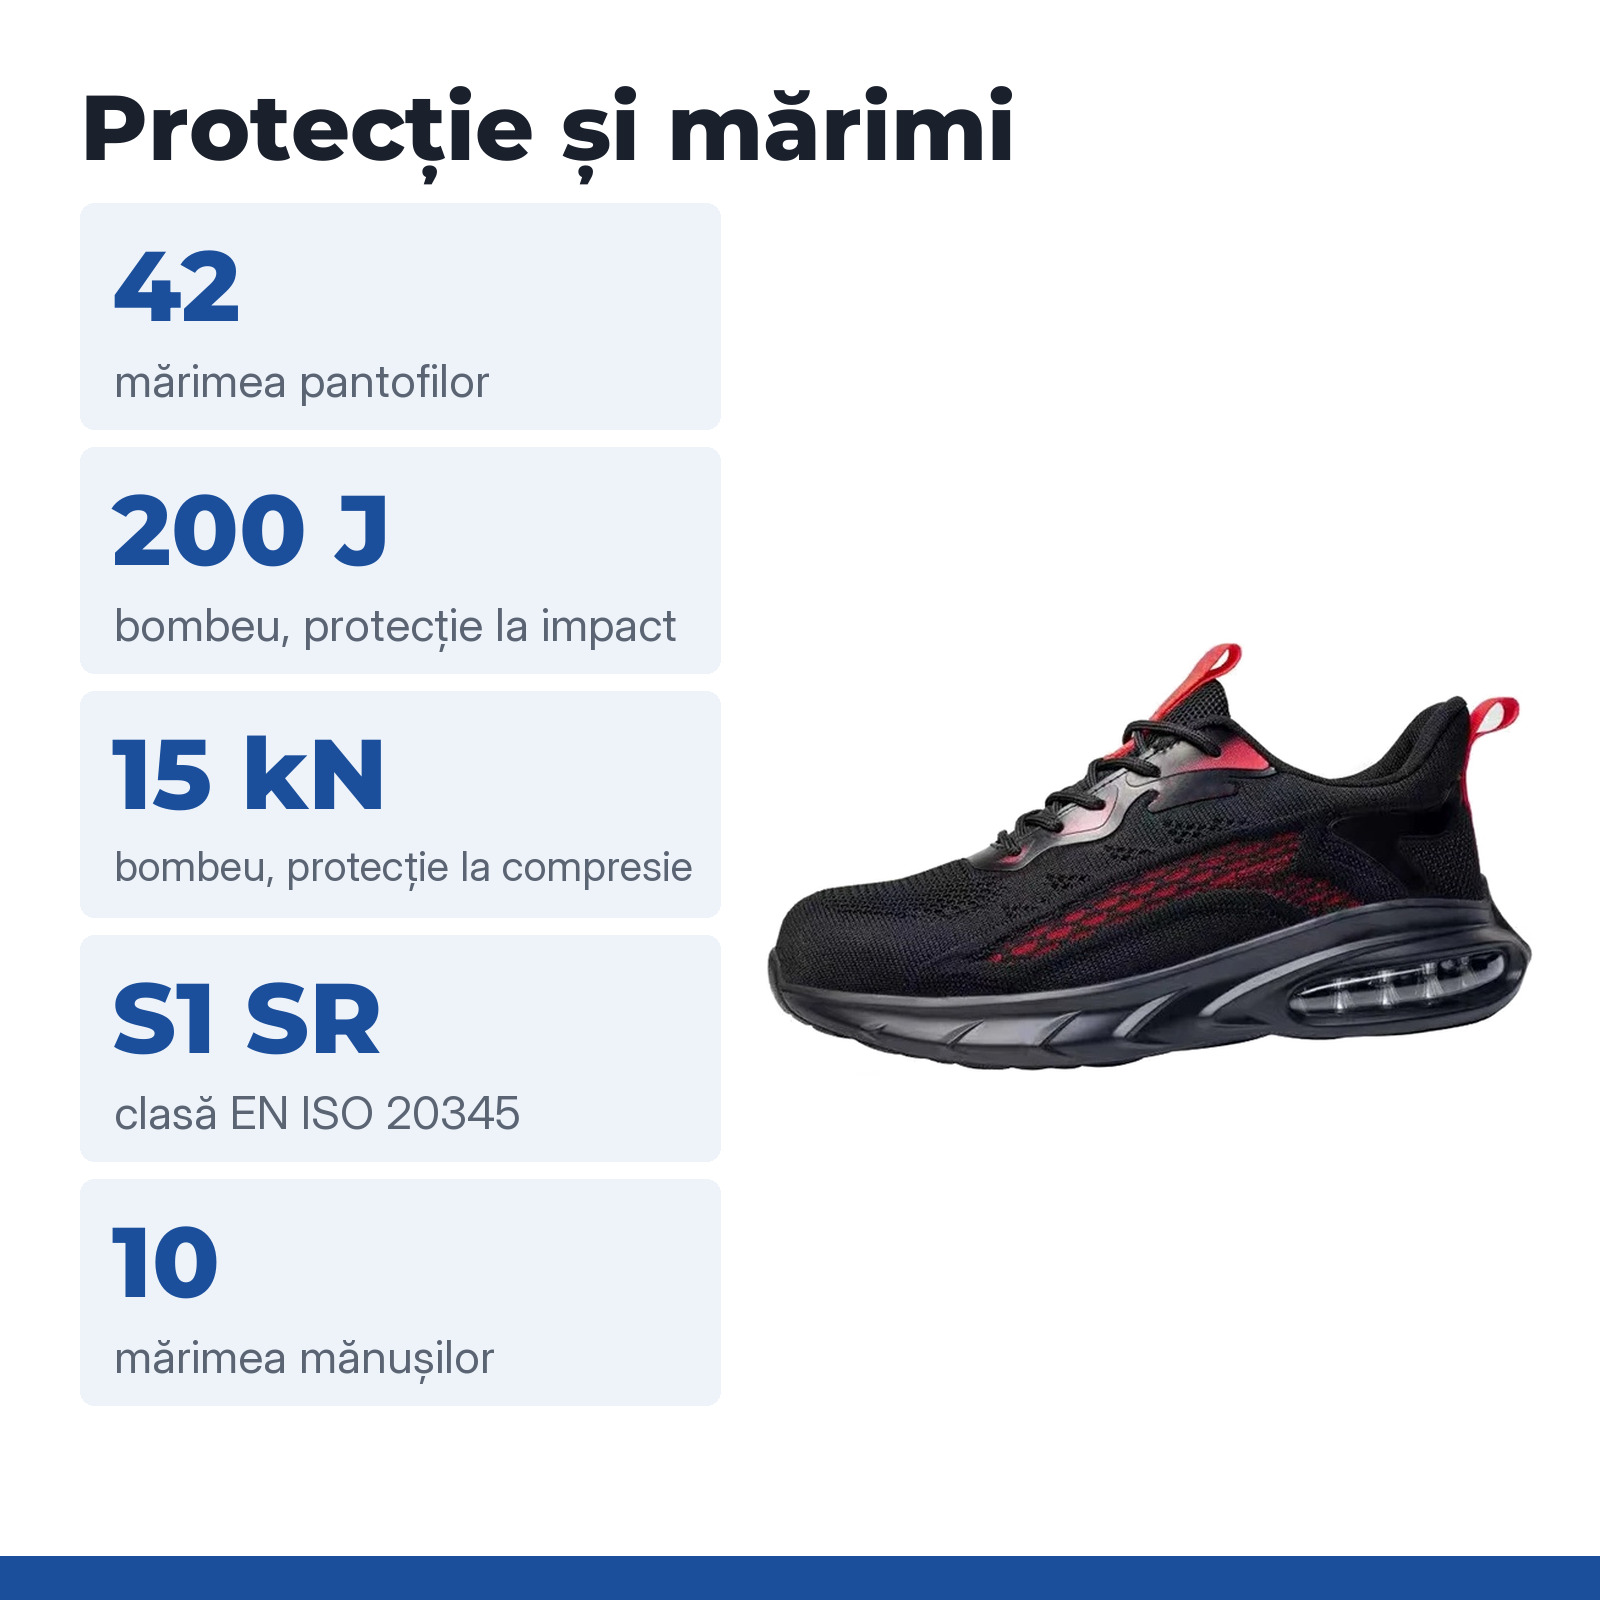 Protecție și mărimi
42
mărimea pantofilor
200 J
bombeu, protecție la impact
15 kN
bombeu, protecție la compresie
S1 SR
clasă EN ISO 20345
10
mărimea mănușilor